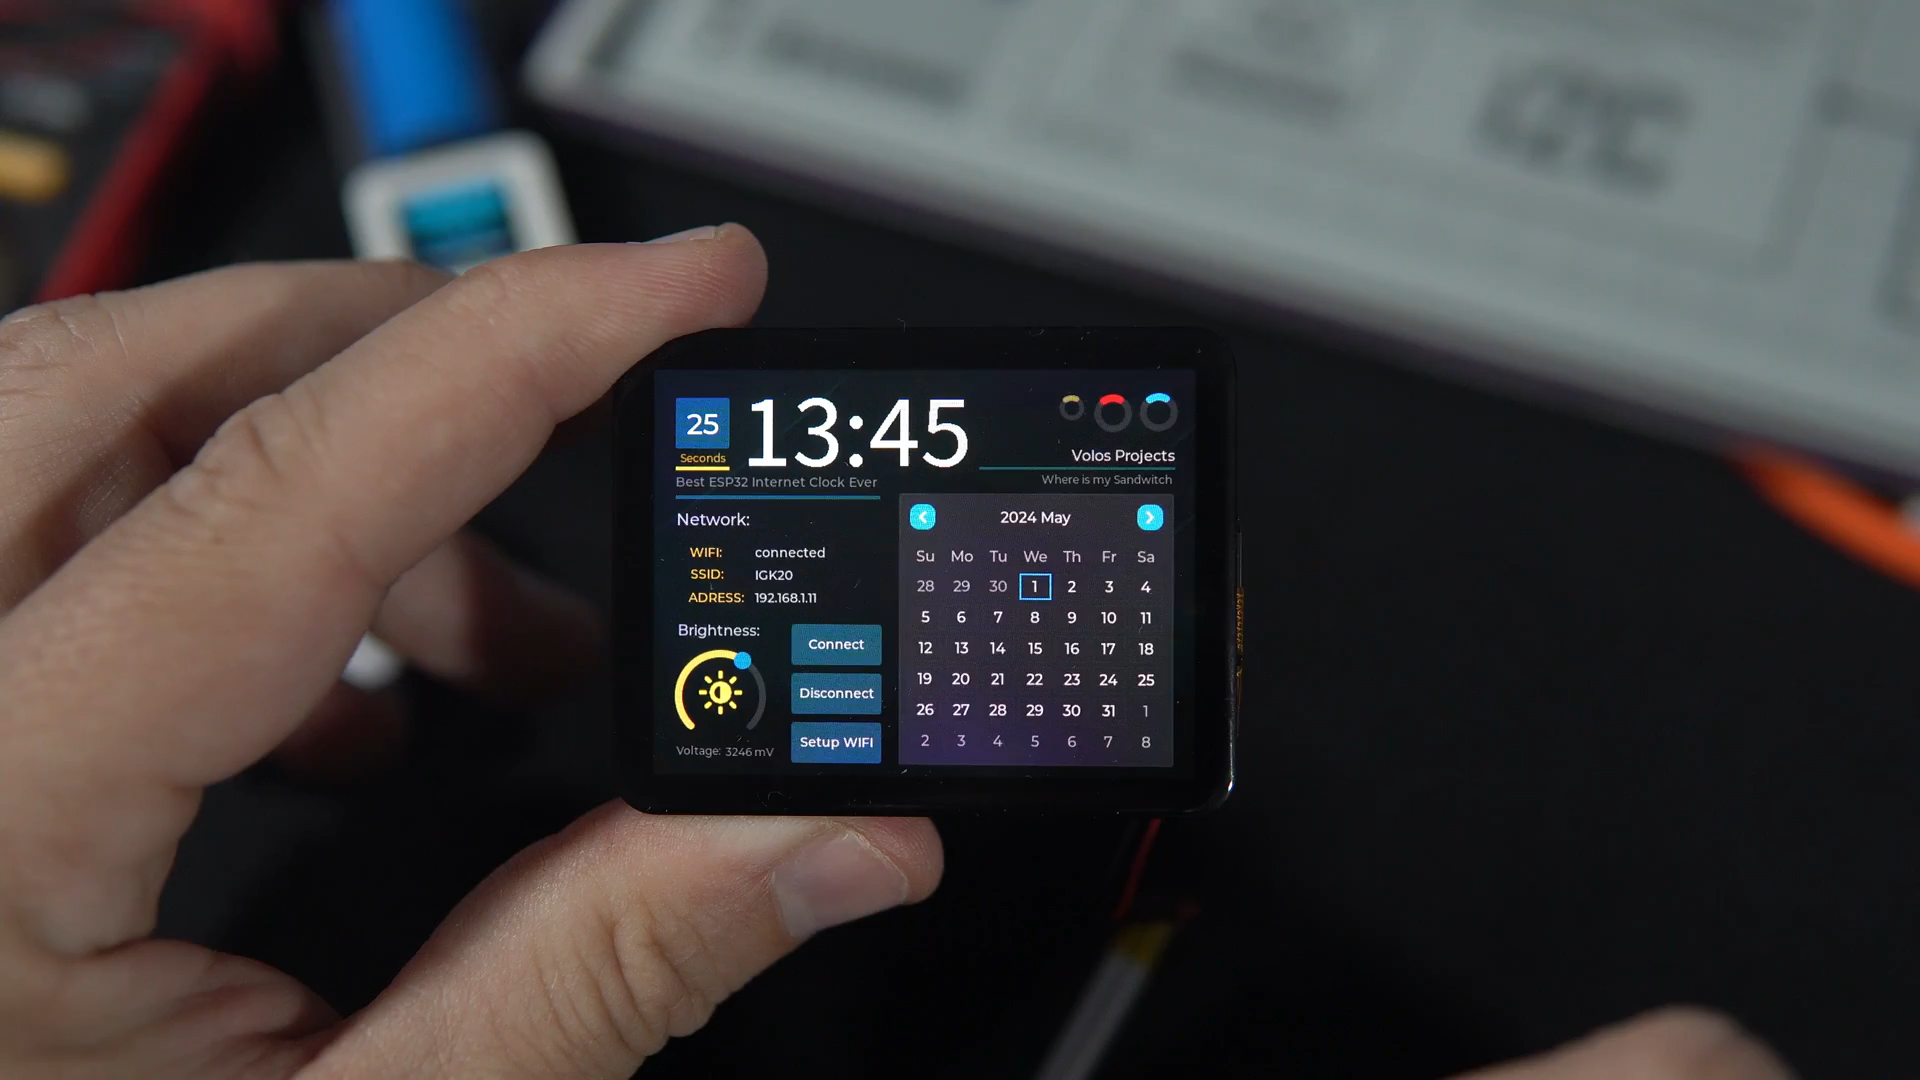 25
Seconds
13:45
Best ESP32 Internet Clock Ever
Volos Projects
Where is my Sandwitch
Network:
WIFI: connected
SSID: IGK20
ADRESS: 192.168.1.11
Brightness:
Voltage: 3246 mV
Connect
Disconnect
Setup WIFI
2024 May
Su Mo Tu We Th Fr Sa
28 29 30 1 2 3 4
5 6 7 8 9 10 11
12 13 14 15 16 17 18
19 20 21 22 23 24 25
26 27 28 29 30 31 1
2 3 4 5 6 7 8